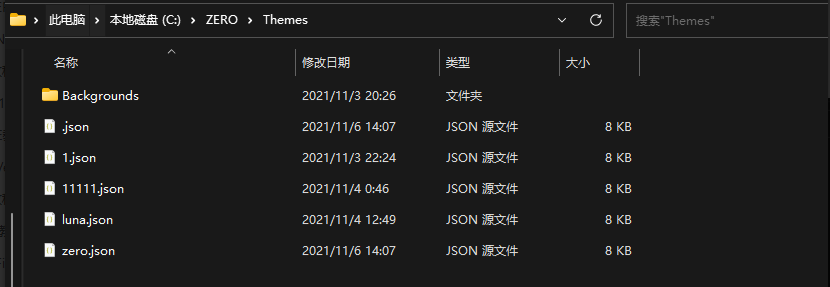 此电脑 本地磁盘 (C:) ZERO Themes 搜索"Themes"
名称 修改日期 类型 大小
Backgrounds 2021/11/3 20:26 文件夹
.json 2021/11/6 14:07 JSON 源文件 8 KB
1.json 2021/11/3 22:24 JSON 源文件 8 KB
11111.json 2021/11/4 0:46 JSON 源文件 8 KB
luna.json 2021/11/4 12:49 JSON 源文件 8 KB
zero.json 2021/11/6 14:07 JSON 源文件 8 KB